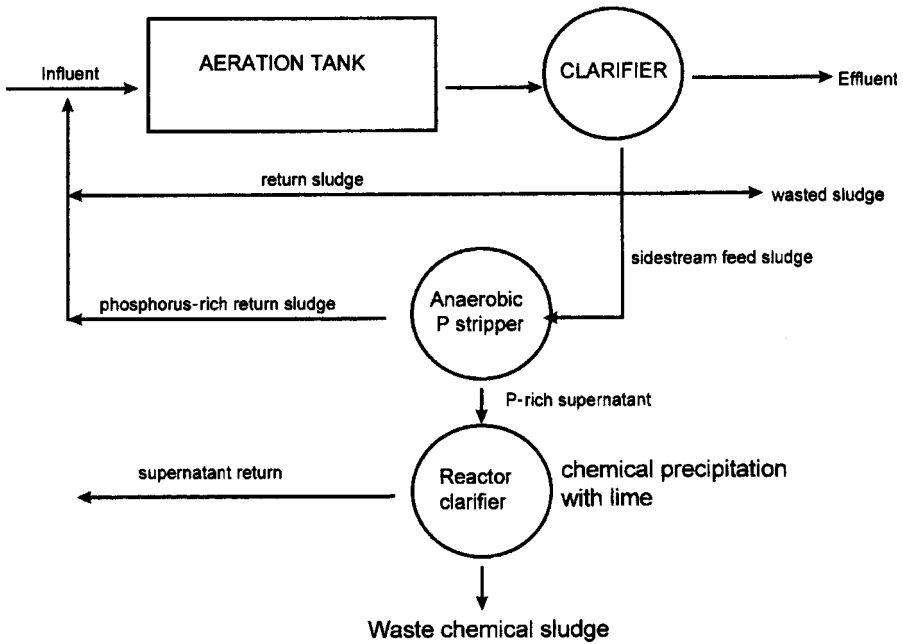 Influent
AERATION TANK
CLARIFIER
Effluent
return sludge
wasted sludge
sidestream feed sludge
phosphorus-rich return sludge
Anaerobic
P stripper
P-rich supernatant
supernatant return
Reactor
clarifier
chemical precipitation
with lime
Waste chemical sludge